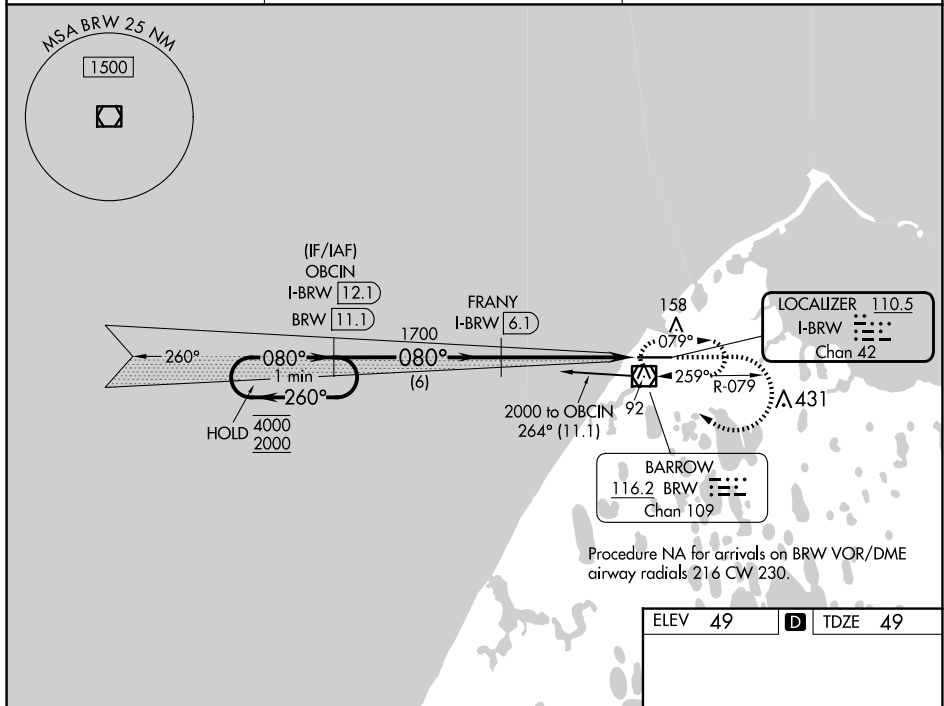 MSA BRW 25 NM
1500
(IF/IAF)
OBCIN
I-BRW 12.1
BRW 11.1
FRANY
I-BRW 6.1
1700
158
LOCALIZER 110.5
I-BRW
Chan 42
260°
080°
080°
079°
1 min
(6)
260°
259°
R-079
HOLD 4000
2000
2000 to OBCIN
264° (11.1)
92
431
BARROW
116.2 BRW
Chan 109
Procedure NA for arrivals on BRW VOR/DME
airway radials 216 CW 230.
ELEV 49 D TDZE 49